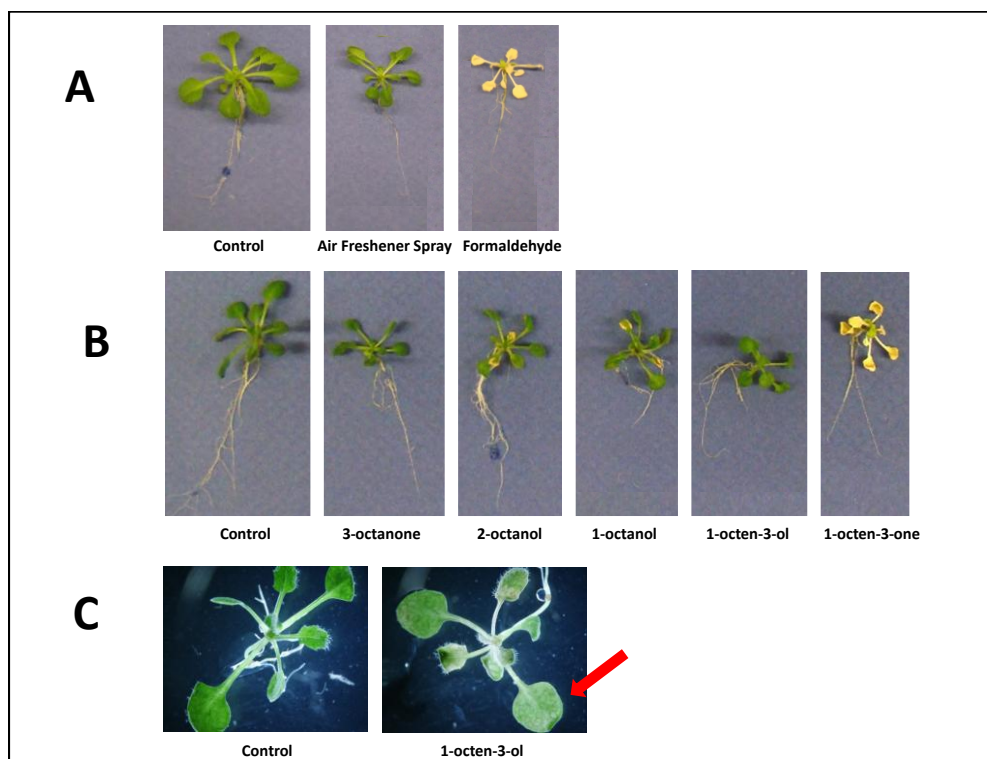 A
Control Air Freshener Spray Formaldehyde
B
Control 3-octanone 2-octanol 1-octanol 1-octen-3-ol 1-octen-3-one
C
Control 1-octen-3-ol